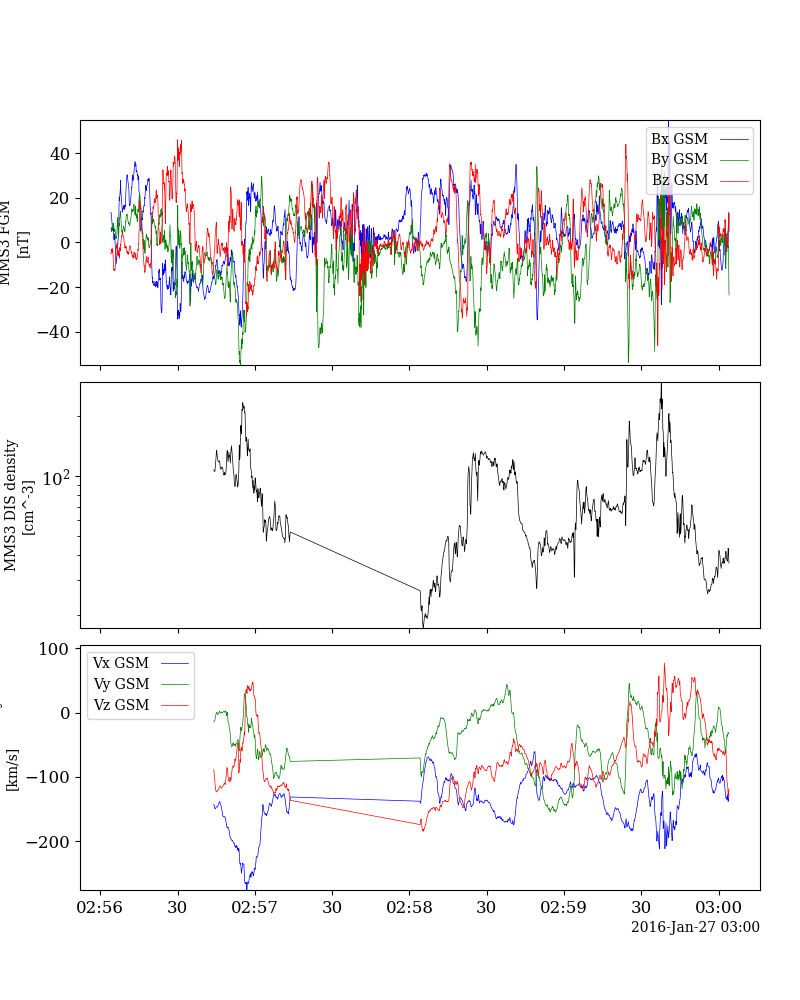 MMS3 FGM
[nT]
40
20
0
−20
−40
Bx GSM
By GSM
Bz GSM
MMS3 DIS density
[cm^-3]
10²
[km/s]
100
0
−100
−200
Vx GSM
Vy GSM
Vz GSM
02:56 30 02:57 30 02:58 30 02:59 30 03:00
2016-Jan-27 03:00